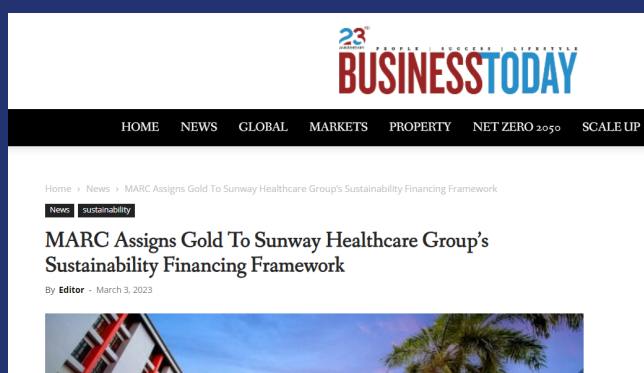 23RD
ANNIVERSARY
PEOPLE | SUCCESS | LIFESTYLE
BUSINESSTODAY
HOME NEWS GLOBAL MARKETS PROPERTY NET ZERO 2050 SCALE UP
Home › News › MARC Assigns Gold To Sunway Healthcare Group's Sustainability Financing Framework
News sustainability
MARC Assigns Gold To Sunway Healthcare Group's
Sustainability Financing Framework
By Editor - March 3, 2023